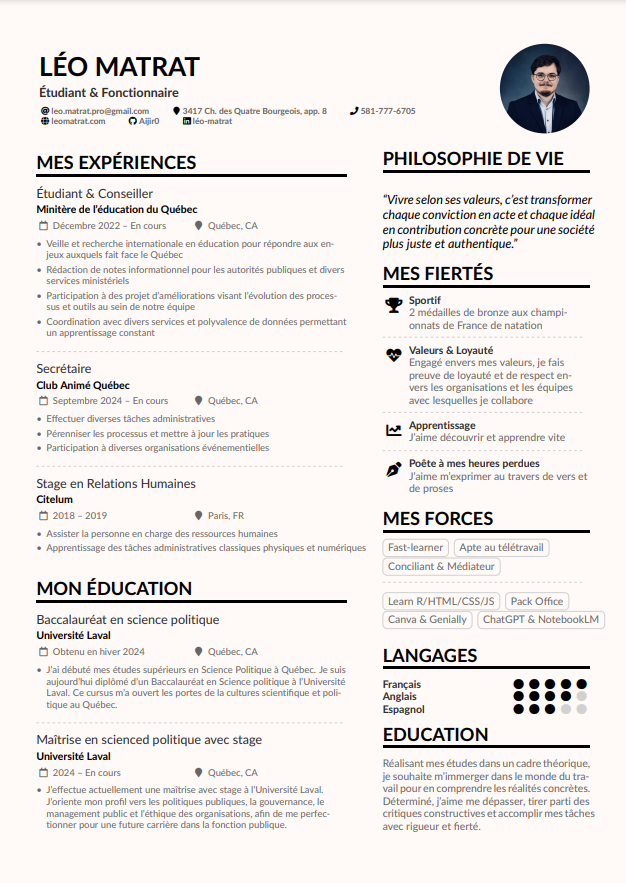 LÉO MATRAT
Étudiant & Fonctionnaire
leo.matrat.pro@gmail.com 3417 Ch. des Quatre Bourgeois, app. 8 581-777-6705
leomatrat.com Aijir0 léo-matrat
MES EXPÉRIENCES
Étudiant & Conseiller
Minitère de l’éducation du Québec
Décembre 2022 – En cours Québec, CA
• Veille et recherche internationale en éducation pour répondre aux en-
jeux auxquels fait face le Québec
• Rédaction de notes informationnel pour les autorités publiques et divers
services ministériels
• Participation à des projet d’améliorations visant l’évolution des proces-
sus et outils au sein de notre équipe
• Coordination avec divers services et polyvalence de données permettant
un apprentissage constant
Secrétaire
Club Animé Québec
Septembre 2024 – En cours Québec, CA
• Effectuer diverses tâches administratives
• Pérenniser les processus et mettre à jour les pratiques
• Participation à diverses organisations événementielles
Stage en Relations Humaines
Citelum
2018 – 2019 Paris, FR
• Assister la personne en charge des ressources humaines
• Apprentissage des tâches administratives classiques physiques et numériques
MON ÉDUCATION
Baccalauréat en science politique
Université Laval
Obtenu en hiver 2024 Québec, CA
• J’ai débuté mes études supérieurs en Science Politique à Québec. Je suis
aujourd’hui diplômé d’un Baccalauréat en Science politique à l’Université
Laval. Ce cursus m’a ouvert les portes de la cultures scientifique et poli-
tique au Québec.
Maîtrise en scienced politique avec stage
Université Laval
2024 – En cours Québec, CA
• J’effectue actuellement une maîtrise avec stage à l’Université Laval.
J’oriente mon profil vers les politiques publiques, la gouvernance, le
management public et l’éthique des organisations, afin de me perfec-
tionner pour une future carrière dans la fonction publique.
PHILOSOPHIE DE VIE
“Vivre selon ses valeurs, c’est transformer
chaque conviction en acte et chaque idéal
en contribution concrète pour une société
plus juste et authentique.”
MES FIERTÉS
Sportif
2 médailles de bronze aux champi-
onnats de France de natation
Valeurs & Loyauté
Engagé envers mes valeurs, je fais
preuve de loyauté et de respect en-
vers les organisations et les équipes
avec lesquelles je collabore
Apprentissage
J’aime découvrir et apprendre vite
Poête à mes heures perdues
J’aime m’exprimer au travers de vers et
de proses
MES FORCES
Fast-learner Apte au télétravail
Conciliant & Médiateur
Learn R/HTML/CSS/JS Pack Office
Canva & Genially ChatGPT & NotebookLM
LANGAGES
Français
Anglais
Espagnol
EDUCATION
Réalisant mes études dans un cadre théorique,
je souhaite m’immerger dans le monde du tra-
vail pour en comprendre les réalités concrètes.
Déterminé, j’aime me dépasser, tirer parti des
critiques constructives et accomplir mes tâches
avec rigueur et fierté.